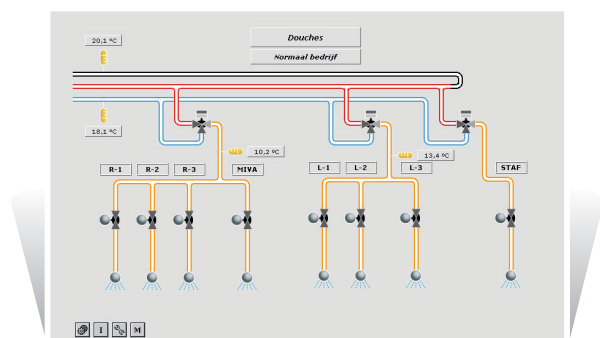 20,1 ºC
Douches
Normaal bedrijf
18,1 ºC
10,2 ºC
13,4 ºC
R-1
R-2
R-3
MIVA
L-1
L-2
L-3
STAF
I
M